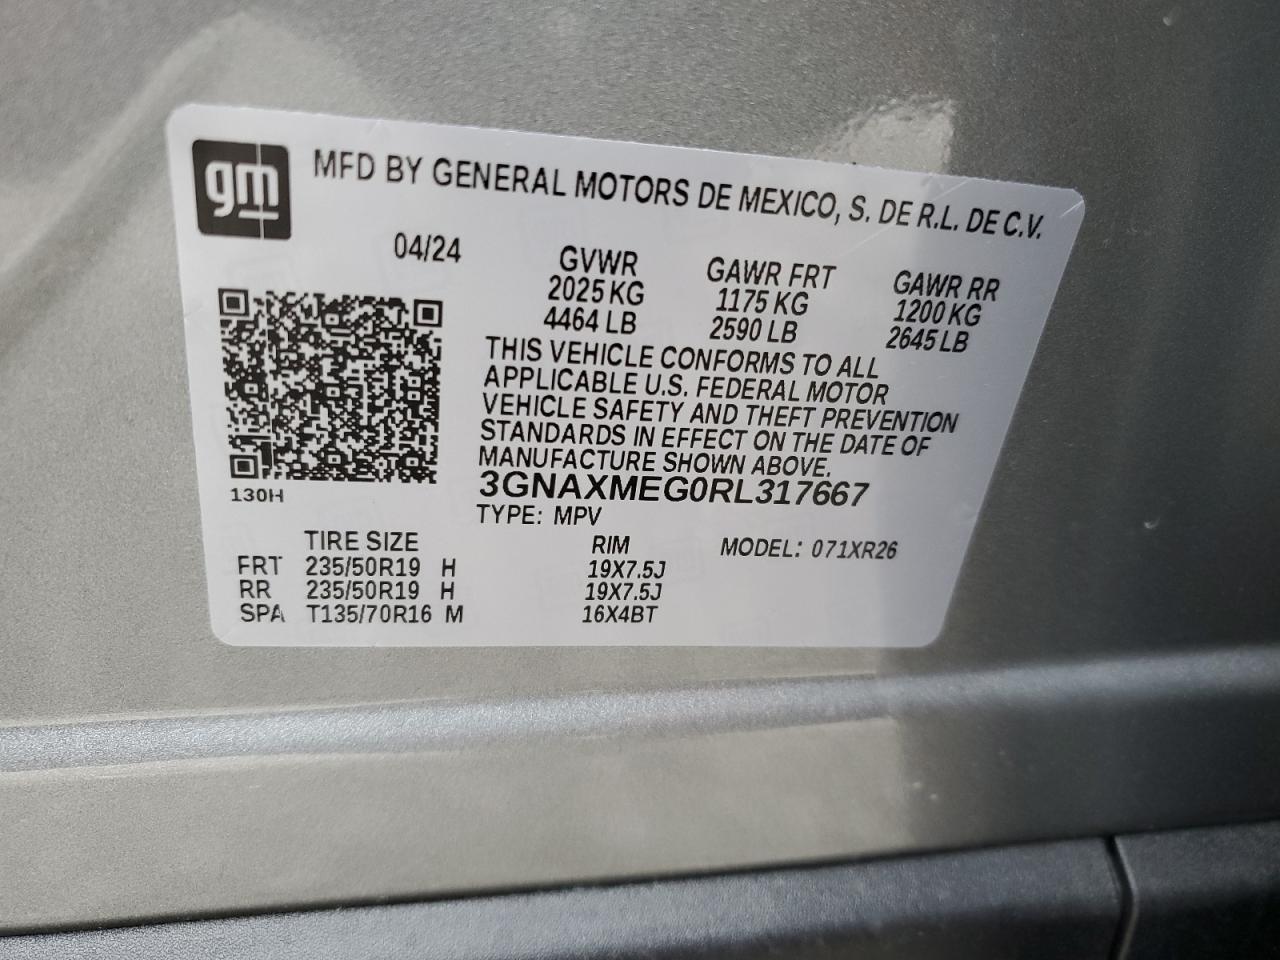 gm
MFD BY GENERAL MOTORS DE MEXICO, S. DE R.L. DE C.V.
04/24
GVWR GAWR FRT GAWR RR
2025 KG 1175 KG 1200 KG
4464 LB 2590 LB 2645 LB
THIS VEHICLE CONFORMS TO ALL
APPLICABLE U.S. FEDERAL MOTOR
VEHICLE SAFETY AND THEFT PREVENTION
STANDARDS IN EFFECT ON THE DATE OF
MANUFACTURE SHOWN ABOVE.
3GNAXMEG0RL317667
130H
TYPE: MPV
TIRE SIZE RIM MODEL: 071XR26
FRT 235/50R19 H 19X7.5J
RR 235/50R19 H 19X7.5J
SPA T135/70R16 M 16X4BT